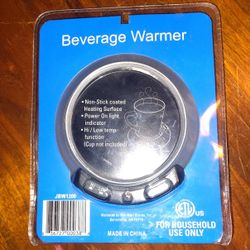 Beverage Warmer
• Non-Stick coated
Heating Surface
• Power On light
indicator
• Hi / Low temp
function
(Cup not included)
JBW1200
US
FOR HOUSEHOLD
USE ONLY
MADE IN CHINA